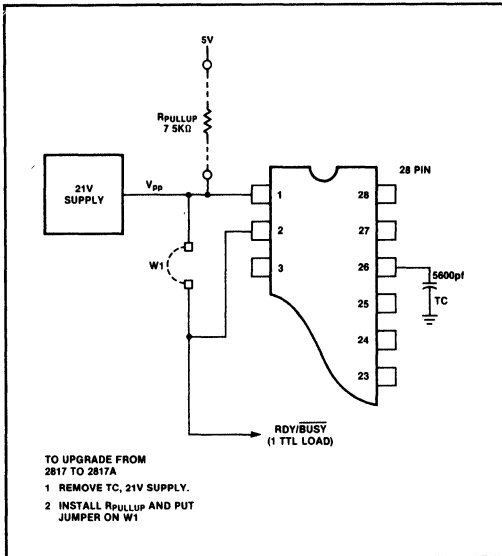 5V
RPULLUP
7 5KΩ
28 PIN
21V
SUPPLY
Vpp
1
28
2
27
W1
3
26
5600pf
25
TC
24
23
RDY/BUSY
(1 TTL LOAD)
TO UPGRADE FROM
2817 TO 2817A
1 REMOVE TC, 21V SUPPLY.
2 INSTALL RPULLUP AND PUT
JUMPER ON W1